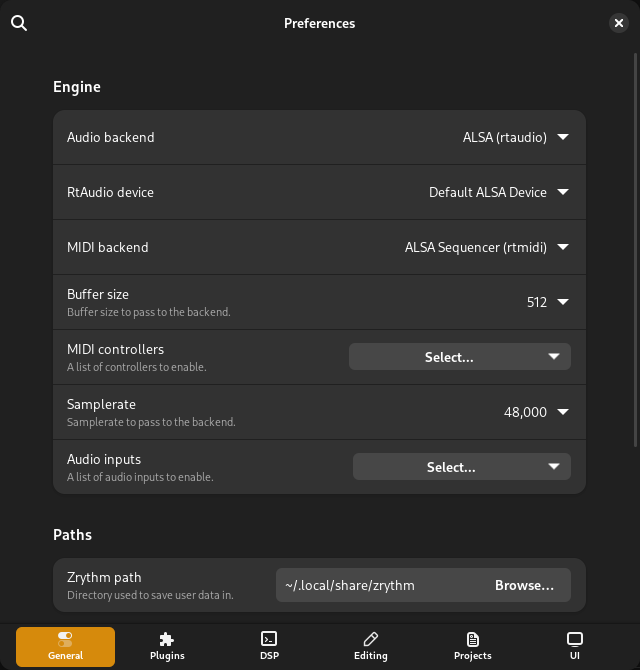 Preferences
Engine
Audio backend ALSA (rtaudio)
RtAudio device Default ALSA Device
MIDI backend ALSA Sequencer (rtmidi)
Buffer size
Buffer size to pass to the backend.
512
MIDI controllers
A list of controllers to enable.
Select...
Samplerate
Samplerate to pass to the backend.
48,000
Audio inputs
A list of audio inputs to enable.
Select...
Paths
Zrythm path
Directory used to save user data in.
~/.local/share/zrythm Browse...
General Plugins DSP Editing Projects UI